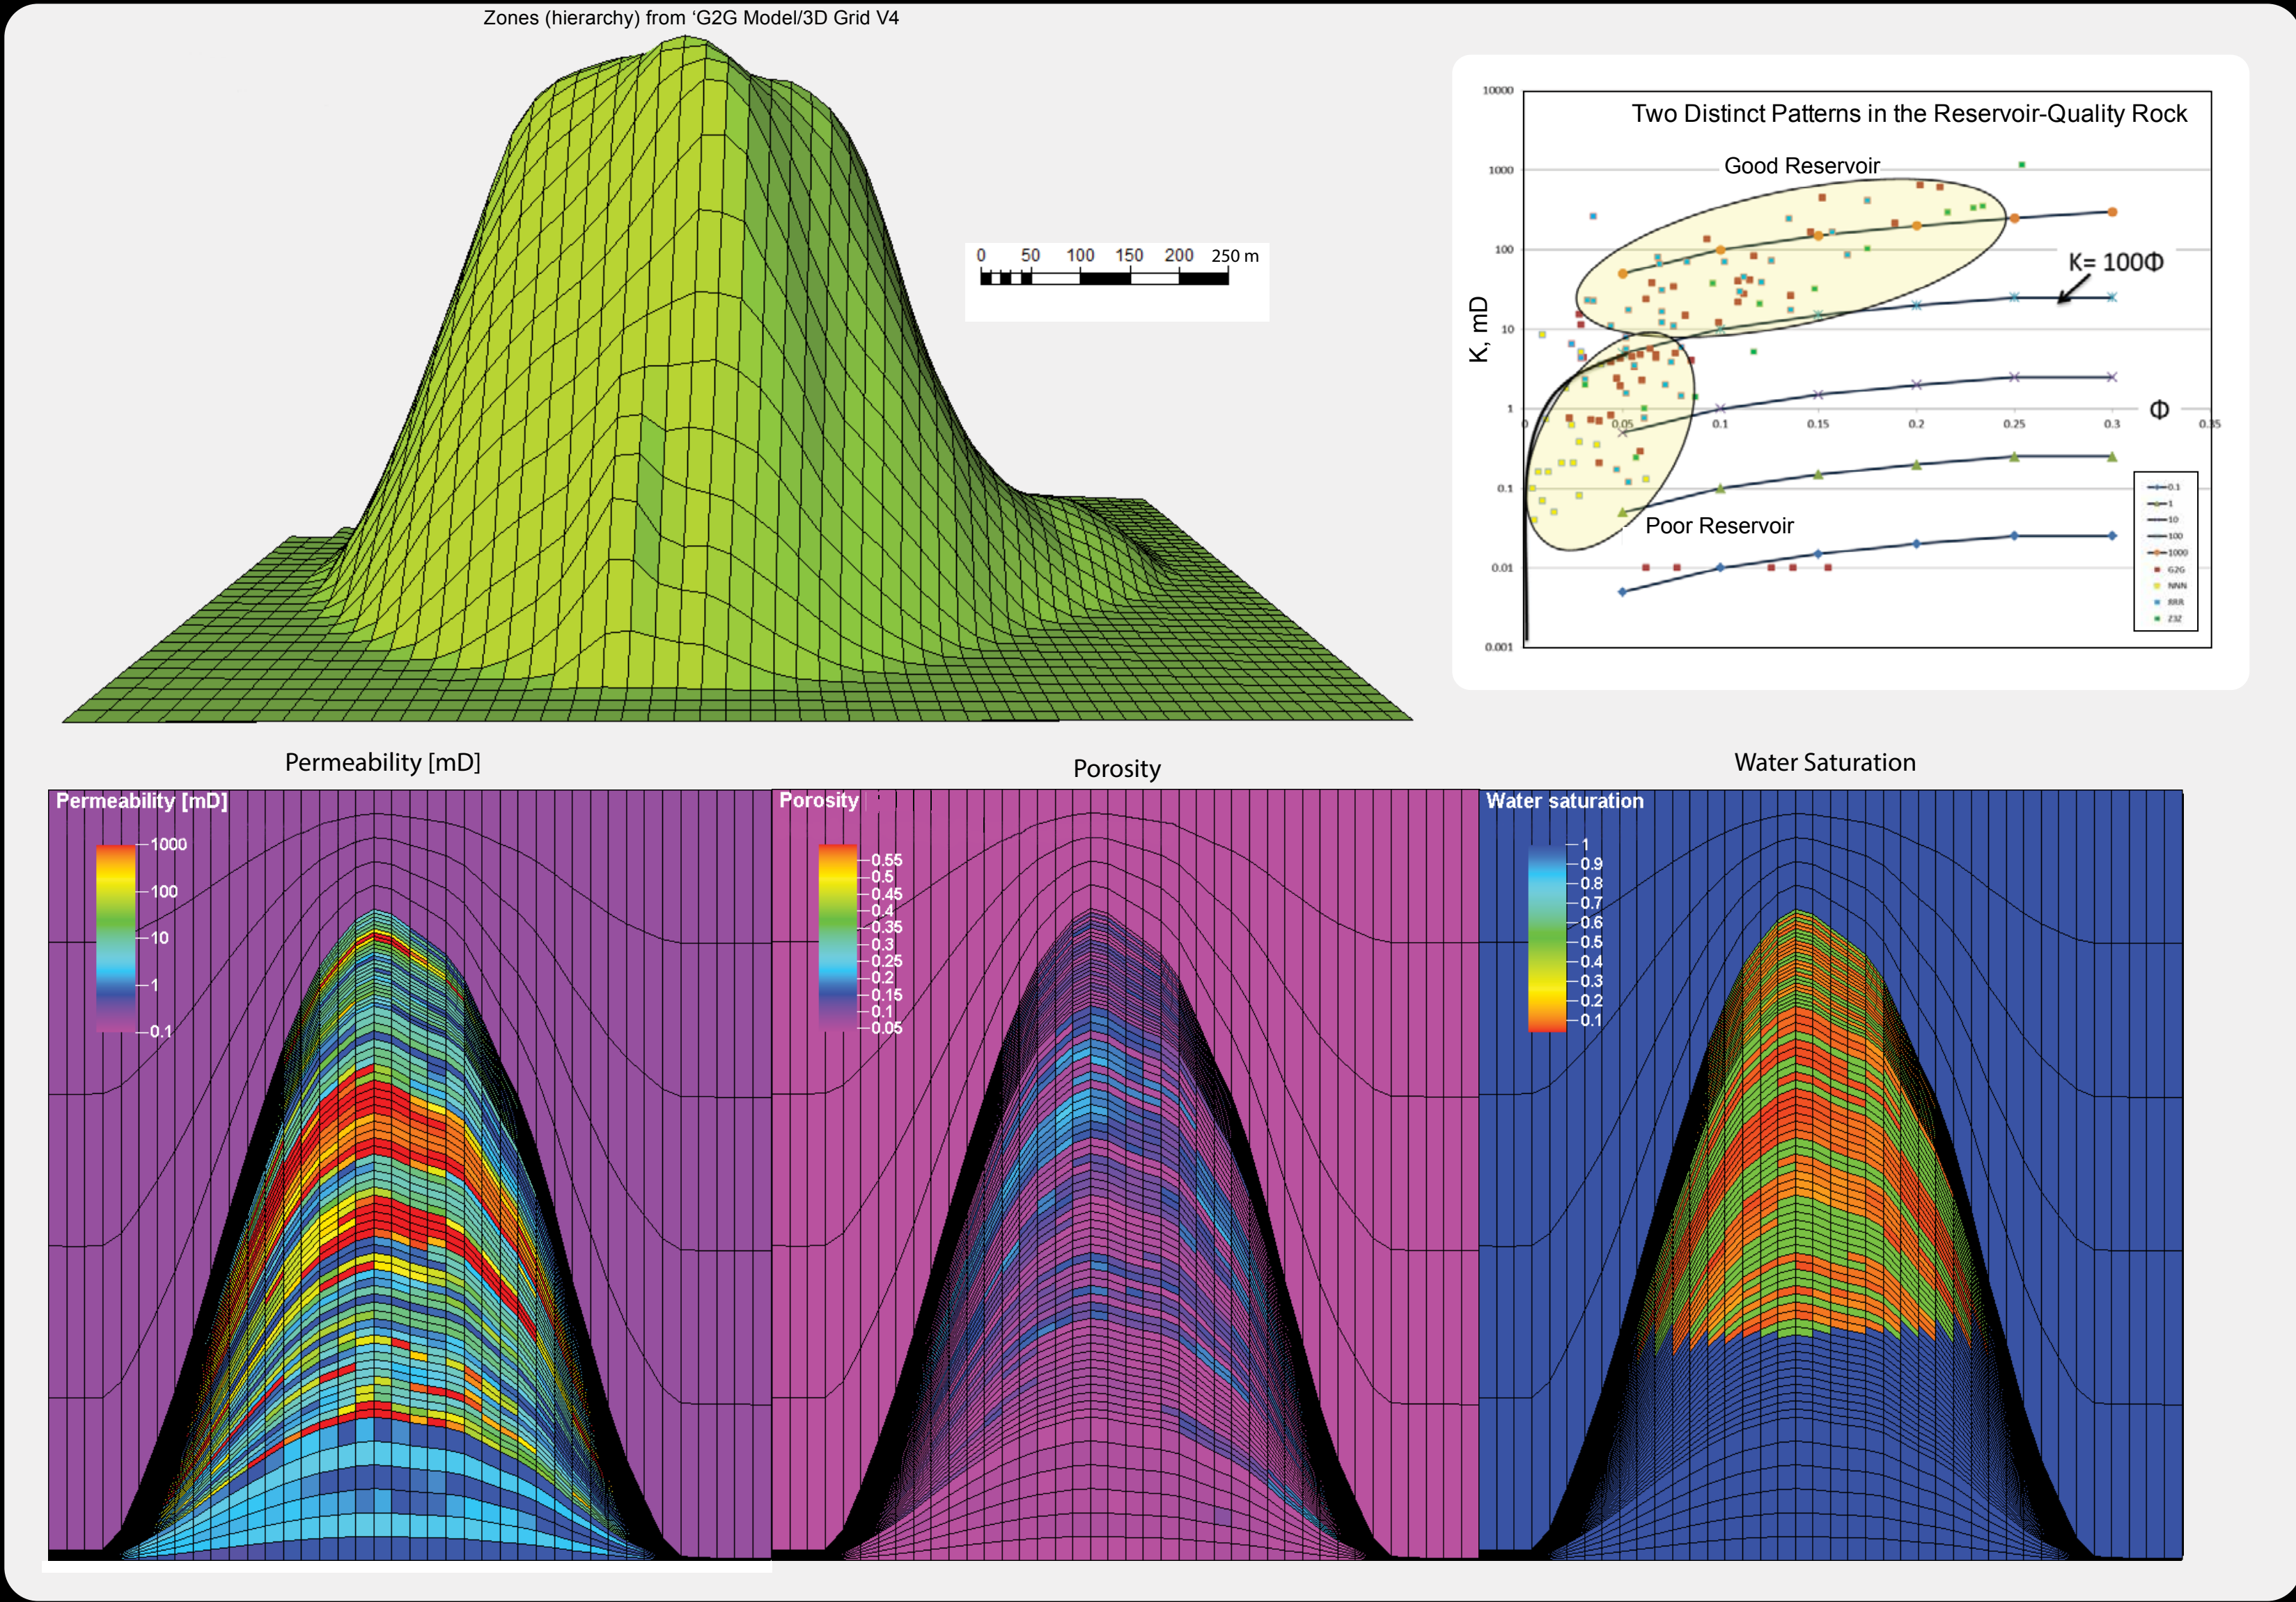 Zones (hierarchy) from ‘G2G Model/3D Grid V4
0 50 100 150 200 250 m
Two Distinct Patterns in the Reservoir-Quality Rock
Good Reservoir
K= 100Φ
K, mD
Φ
Poor Reservoir
10000
1000
100
10
1
0.1
0.01
0.001
0 0.05 0.1 0.15 0.2 0.25 0.3 0.35
0.1
1
10
100
1000
G2G
NNN
RRR
ZJZ
Permeability [mD]
Porosity
Water Saturation
Permeability [mD]
1000
100
10
1
0.1
Porosity
0.55
0.5
0.45
0.4
0.35
0.3
0.25
0.2
0.15
0.1
0.05
Water saturation
1
0.9
0.8
0.7
0.6
0.5
0.4
0.3
0.2
0.1